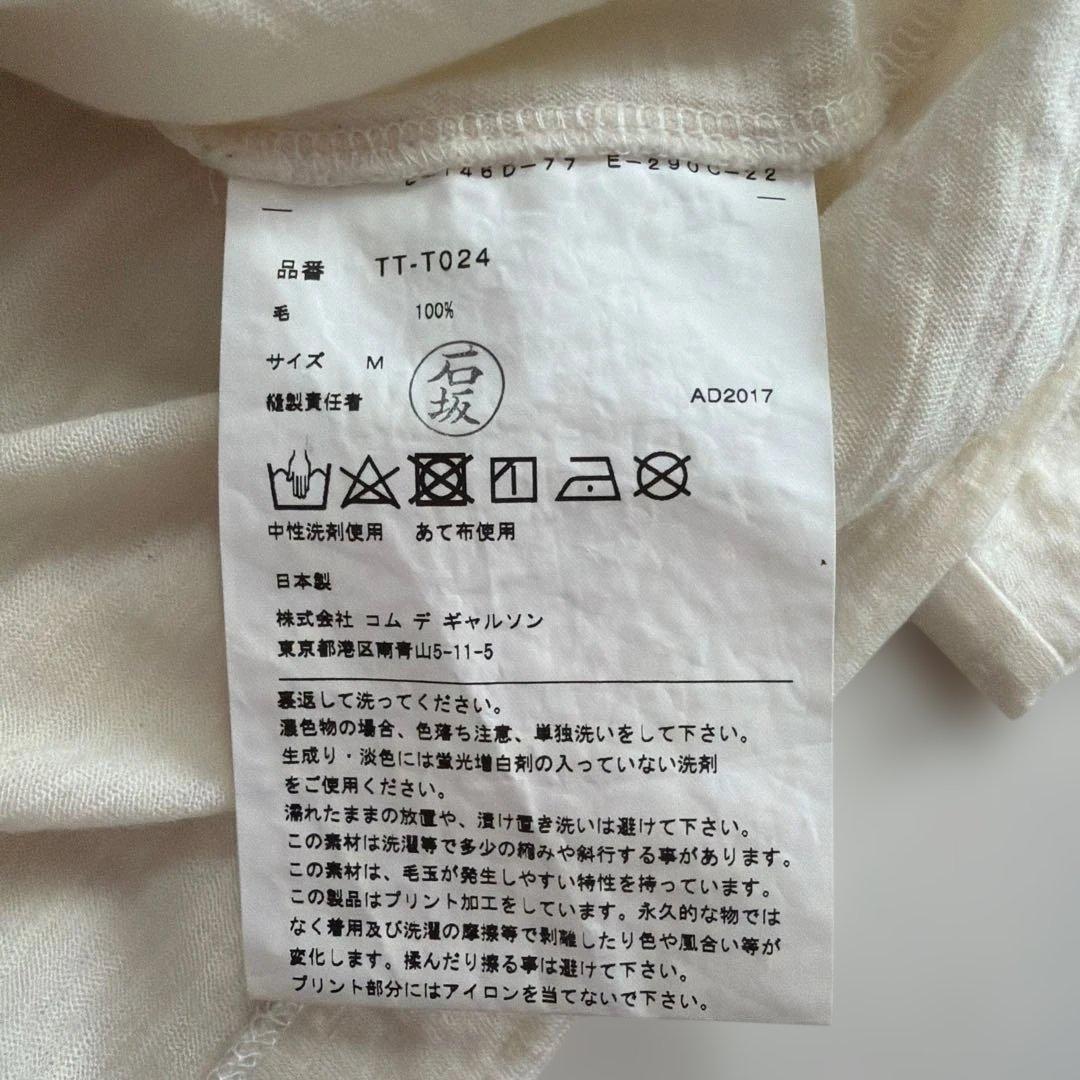 146D-77 E-290C-22
品番 TT-T024
毛 100%
サイズ M
石坂
縫製責任者
AD2017
中性洗剤使用 あて布使用
日本製
株式会社 コム デ ギャルソン
東京都港区南青山5-11-5
裏返して洗ってください。
濃色物の場合、色落ち注意、単独洗いをして下さい。
生成り・淡色には蛍光増白剤の入っていない洗剤
をご使用ください。
濡れたままの放置や、漬け置き洗いは避けて下さい。
この素材は洗濯等で多少の縮みや斜行する事があります。
この素材は、毛玉が発生しやすい特性を持っています。
この製品はプリント加工をしています。永久的な物では
なく着用及び洗濯の摩擦等で剥離したり色や風合い等が
変化します。揉んだり擦る事は避けて下さい。
プリント部分にはアイロンを当てないで下さい。